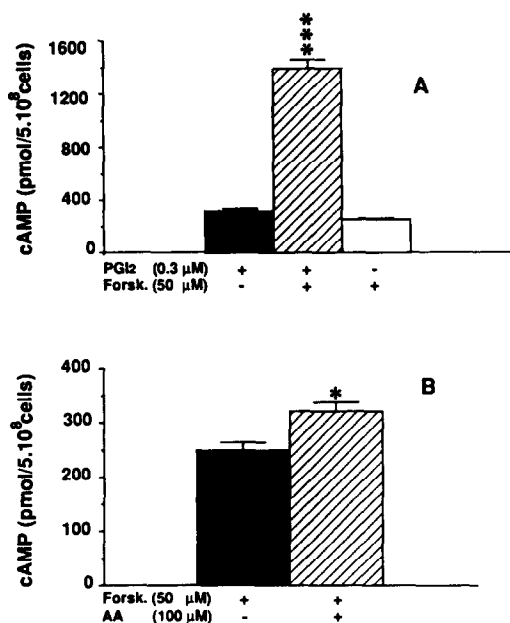 ***
cAMP (pmol/5.10⁸cells)
1600
1400
800
400
0
A
PGI₂ (0.3 µM) + + -
Forsk. (50 µM) - + +
cAMP (pmol/5.10⁸cells)
400
300
200
100
0
*
B
Forsk. (50 µM) + +
AA (100 µM) - +